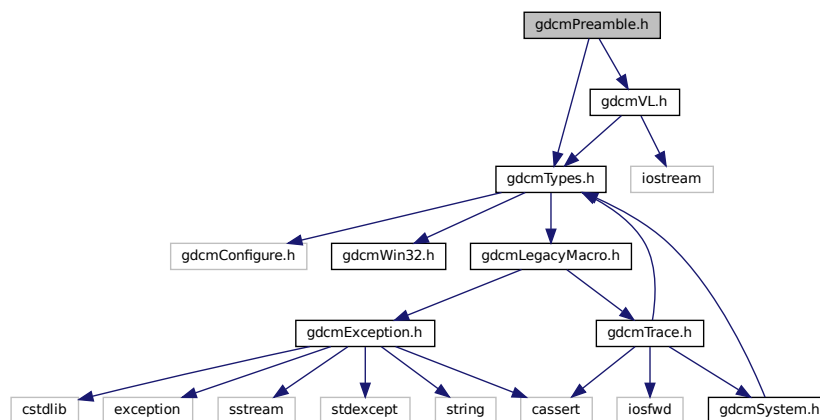 gdcmPreamble.h
gdcmVL.h
gdcmTypes.h
iostream
gdcmConfigure.h
gdcmWin32.h
gdcmLegacyMacro.h
gdcmException.h
gdcmTrace.h
cstdlib
exception
sstream
stdexcept
string
cassert
iosfwd
gdcmSystem.h